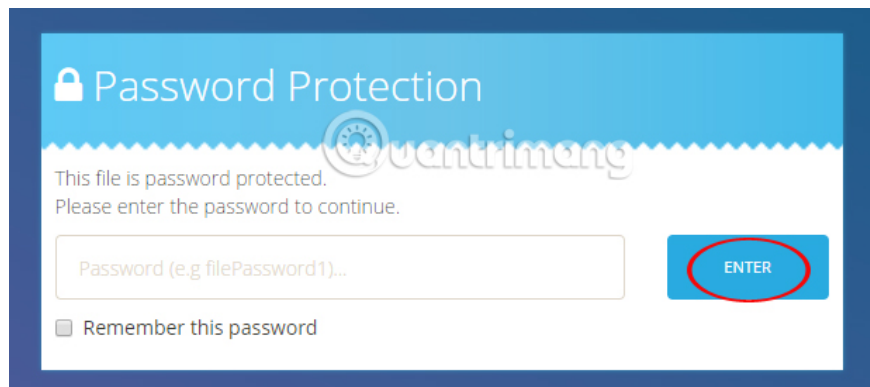 Password Protection
Quantrimang
This file is password protected.
Please enter the password to continue.
Password (e.g filePassword1)...
ENTER
Remember this password